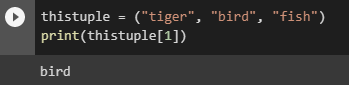 thistuple = ("tiger", "bird", "fish")
print(thistuple[1])
bird